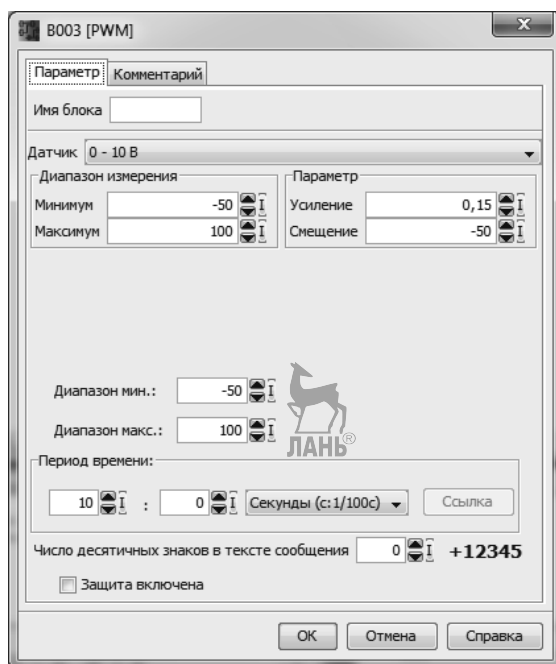 B003 [PWM]
Параметр Комментарий
Имя блока
Датчик 0 - 10 В
Диапазон измерения Параметр
Минимум -50 Усиление 0,15
Максимум 100 Смещение -50
Диапазон мин.: -50
Диапазон макс.: 100
ЛАНЬ®
Период времени:
10 : 0 Секунды (с:1/100с) Ссылка
Число десятичных знаков в тексте сообщения 0 +12345
Защита включена
OK Отмена Справка